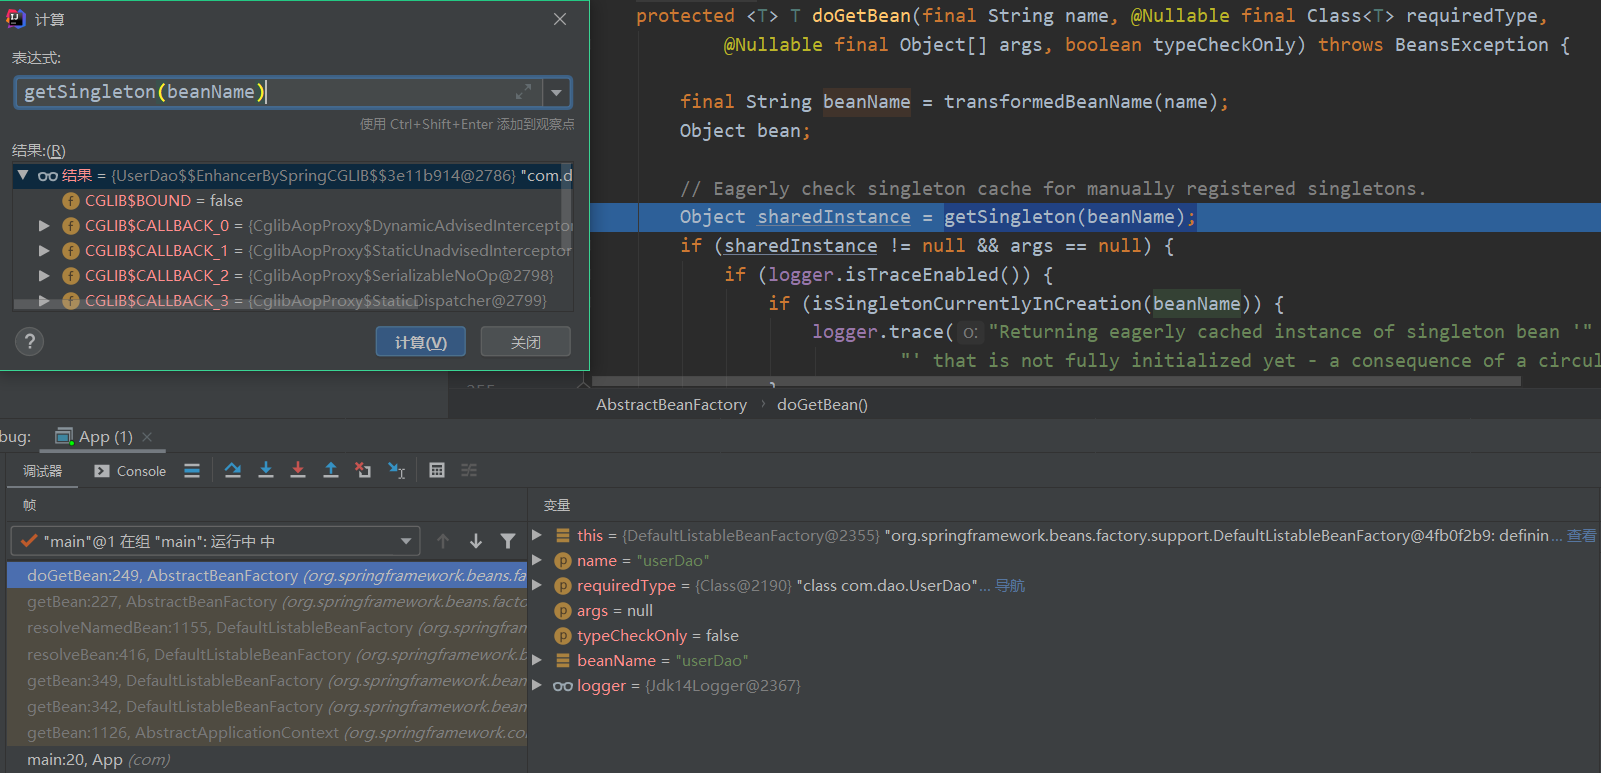 计算
表达式:
getSingleton(beanName)
使用 Ctrl+Shift+Enter 添加到观察点
结果:(R)
结果 = {UserDao$$EnhancerBySpringCGLIB$$3e11b914@2786} "com.d
CGLIB$BOUND = false
CGLIB$CALLBACK_0 = {CglibAopProxy$DynamicAdvisedInterceptor
CGLIB$CALLBACK_1 = {CglibAopProxy$StaticUnadvisedInterceptor
CGLIB$CALLBACK_2 = {CglibAopProxy$SerializableNoOp@2798}
CGLIB$CALLBACK_3 = {CglibAopProxy$StaticDispatcher@2799}
?
计算(V)
关闭
protected <T> T doGetBean(final String name, @Nullable final Class<T> requiredType,
@Nullable final Object[] args, boolean typeCheckOnly) throws BeansException {
final String beanName = transformedBeanName(name);
Object bean;
// Eagerly check singleton cache for manually registered singletons.
Object sharedInstance = getSingleton(beanName);
if (sharedInstance != null && args == null) {
if (logger.isTraceEnabled()) {
if (isSingletonCurrentlyInCreation(beanName)) {
logger.trace( o: "Returning eagerly cached instance of singleton bean '"
"' that is not fully initialized yet - a consequence of a circul
}
AbstractBeanFactory › doGetBean()
bug: App (1)
调试器 Console
帧
"main"@1 在组 "main": 运行中 中
doGetBean:249, AbstractBeanFactory (org.springframework.beans.fa
getBean:227, AbstractBeanFactory (org.springframework.beans.facto
resolveNamedBean:1155, DefaultListableBeanFactory (org.springfram
resolveBean:416, DefaultListableBeanFactory (org.springframework.b
getBean:349, DefaultListableBeanFactory (org.springframework.bean
getBean:342, DefaultListableBeanFactory (org.springframework.bean
getBean:1126, AbstractApplicationContext (org.springframework.co
main:20, App (com)
变量
this = {DefaultListableBeanFactory@2355} "org.springframework.beans.factory.support.DefaultListableBeanFactory@4fb0f2b9: definin... 查看
name = "userDao"
requiredType = {Class@2190} "class com.dao.UserDao"... 导航
args = null
typeCheckOnly = false
beanName = "userDao"
logger = {Jdk14Logger@2367}